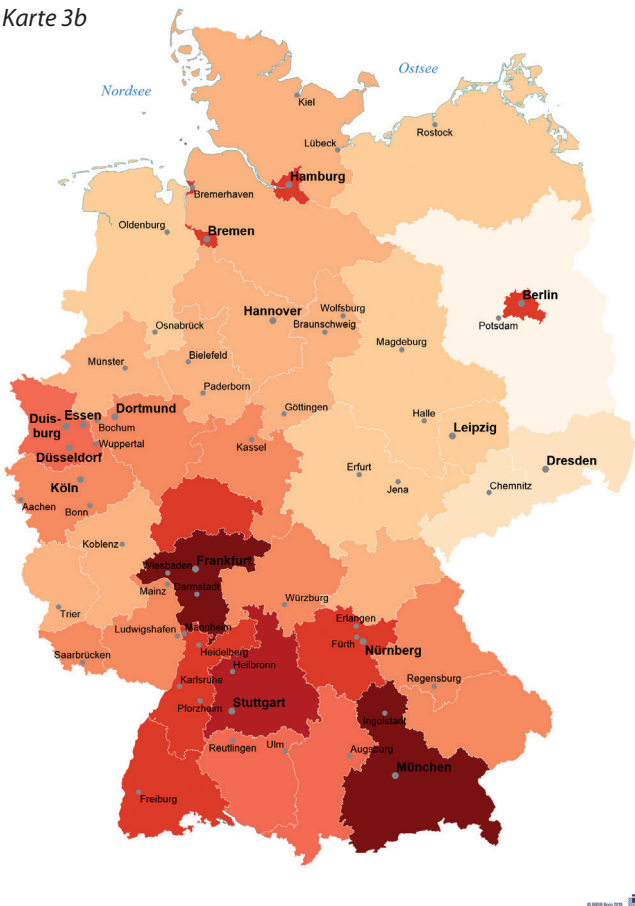 Karte 3b
Ostsee
Nordsee
Kiel
Rostock
Lübeck
Hamburg
Bremerhaven
Oldenburg
Bremen
Berlin
Hannover
Wolfsburg
Potsdam
Braunschweig
Osnabrück
Magdeburg
Münster
Bielefeld
Paderborn
Duis-
burg
Essen
Dortmund
Göttingen
Halle
Bochum
Leipzig
Wuppertal
Kassel
Düsseldorf
Dresden
Erfurt
Köln
Jena
Chemnitz
Aachen
Bonn
Koblenz
Frankfurt
Wiesbaden
Mainz
Darmstadt
Würzburg
Trier
Erlangen
Ludwigshafen
Mannheim
Fürth
Nürnberg
Heidelberg
Saarbrücken
Heilbronn
Karlsruhe
Regensburg
Pforzheim
Stuttgart
Ingolstadt
Reutlingen
Ulm
Augsburg
München
Freiburg